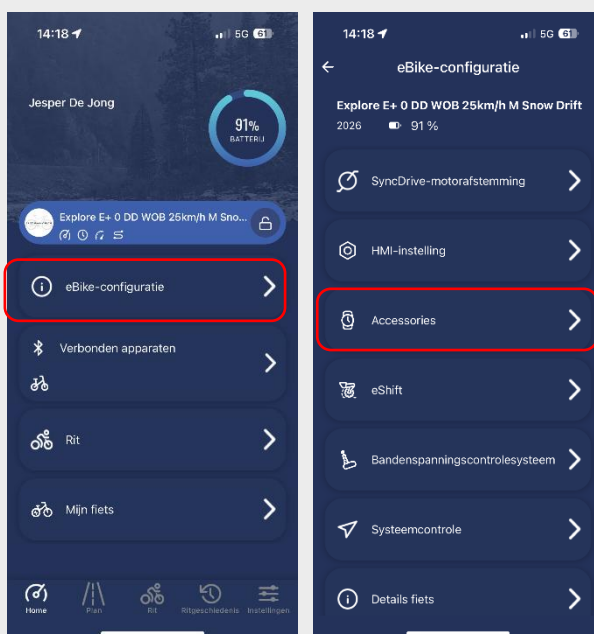 14:18
5G 61
Jesper De Jong
91%
BATTERIJ
Explore E+ 0 DD WOB 25km/h M Sno...
eBike-configuratie
Verbonden apparaten
Rit
Mijn fiets
Home
Plan
Rit
Ritgeschiedenis
Instellingen
14:18
5G 61
eBike-configuratie
Explore E+ 0 DD WOB 25km/h M Snow Drift
2026 91 %
SyncDrive-motorafstemming
HMI-instelling
Accessories
eShift
Bandenspanningscontrolesysteem
Systeemcontrole
Details fiets